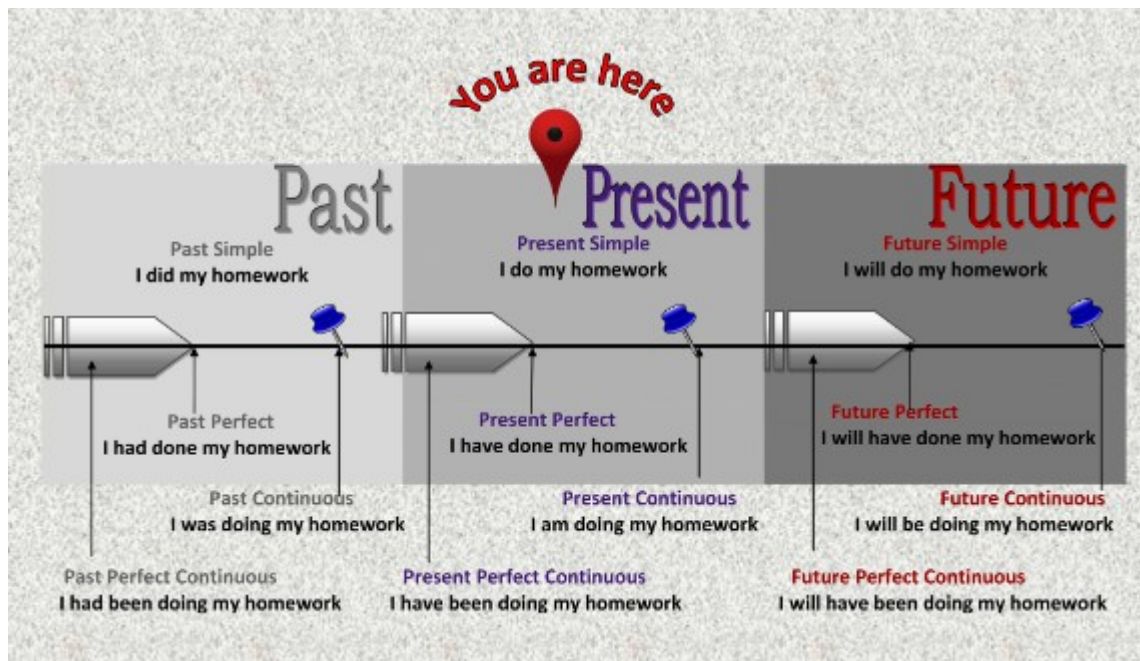 You are here
Past
Present
Future
Past Simple
I did my homework
Present Simple
I do my homework
Future Simple
I will do my homework
Past Perfect
I had done my homework
Present Perfect
I have done my homework
Future Perfect
I will have done my homework
Past Continuous
I was doing my homework
Present Continuous
I am doing my homework
Future Continuous
I will be doing my homework
Past Perfect Continuous
I had been doing my homework
Present Perfect Continuous
I have been doing my homework
Future Perfect Continuous
I will have been doing my homework